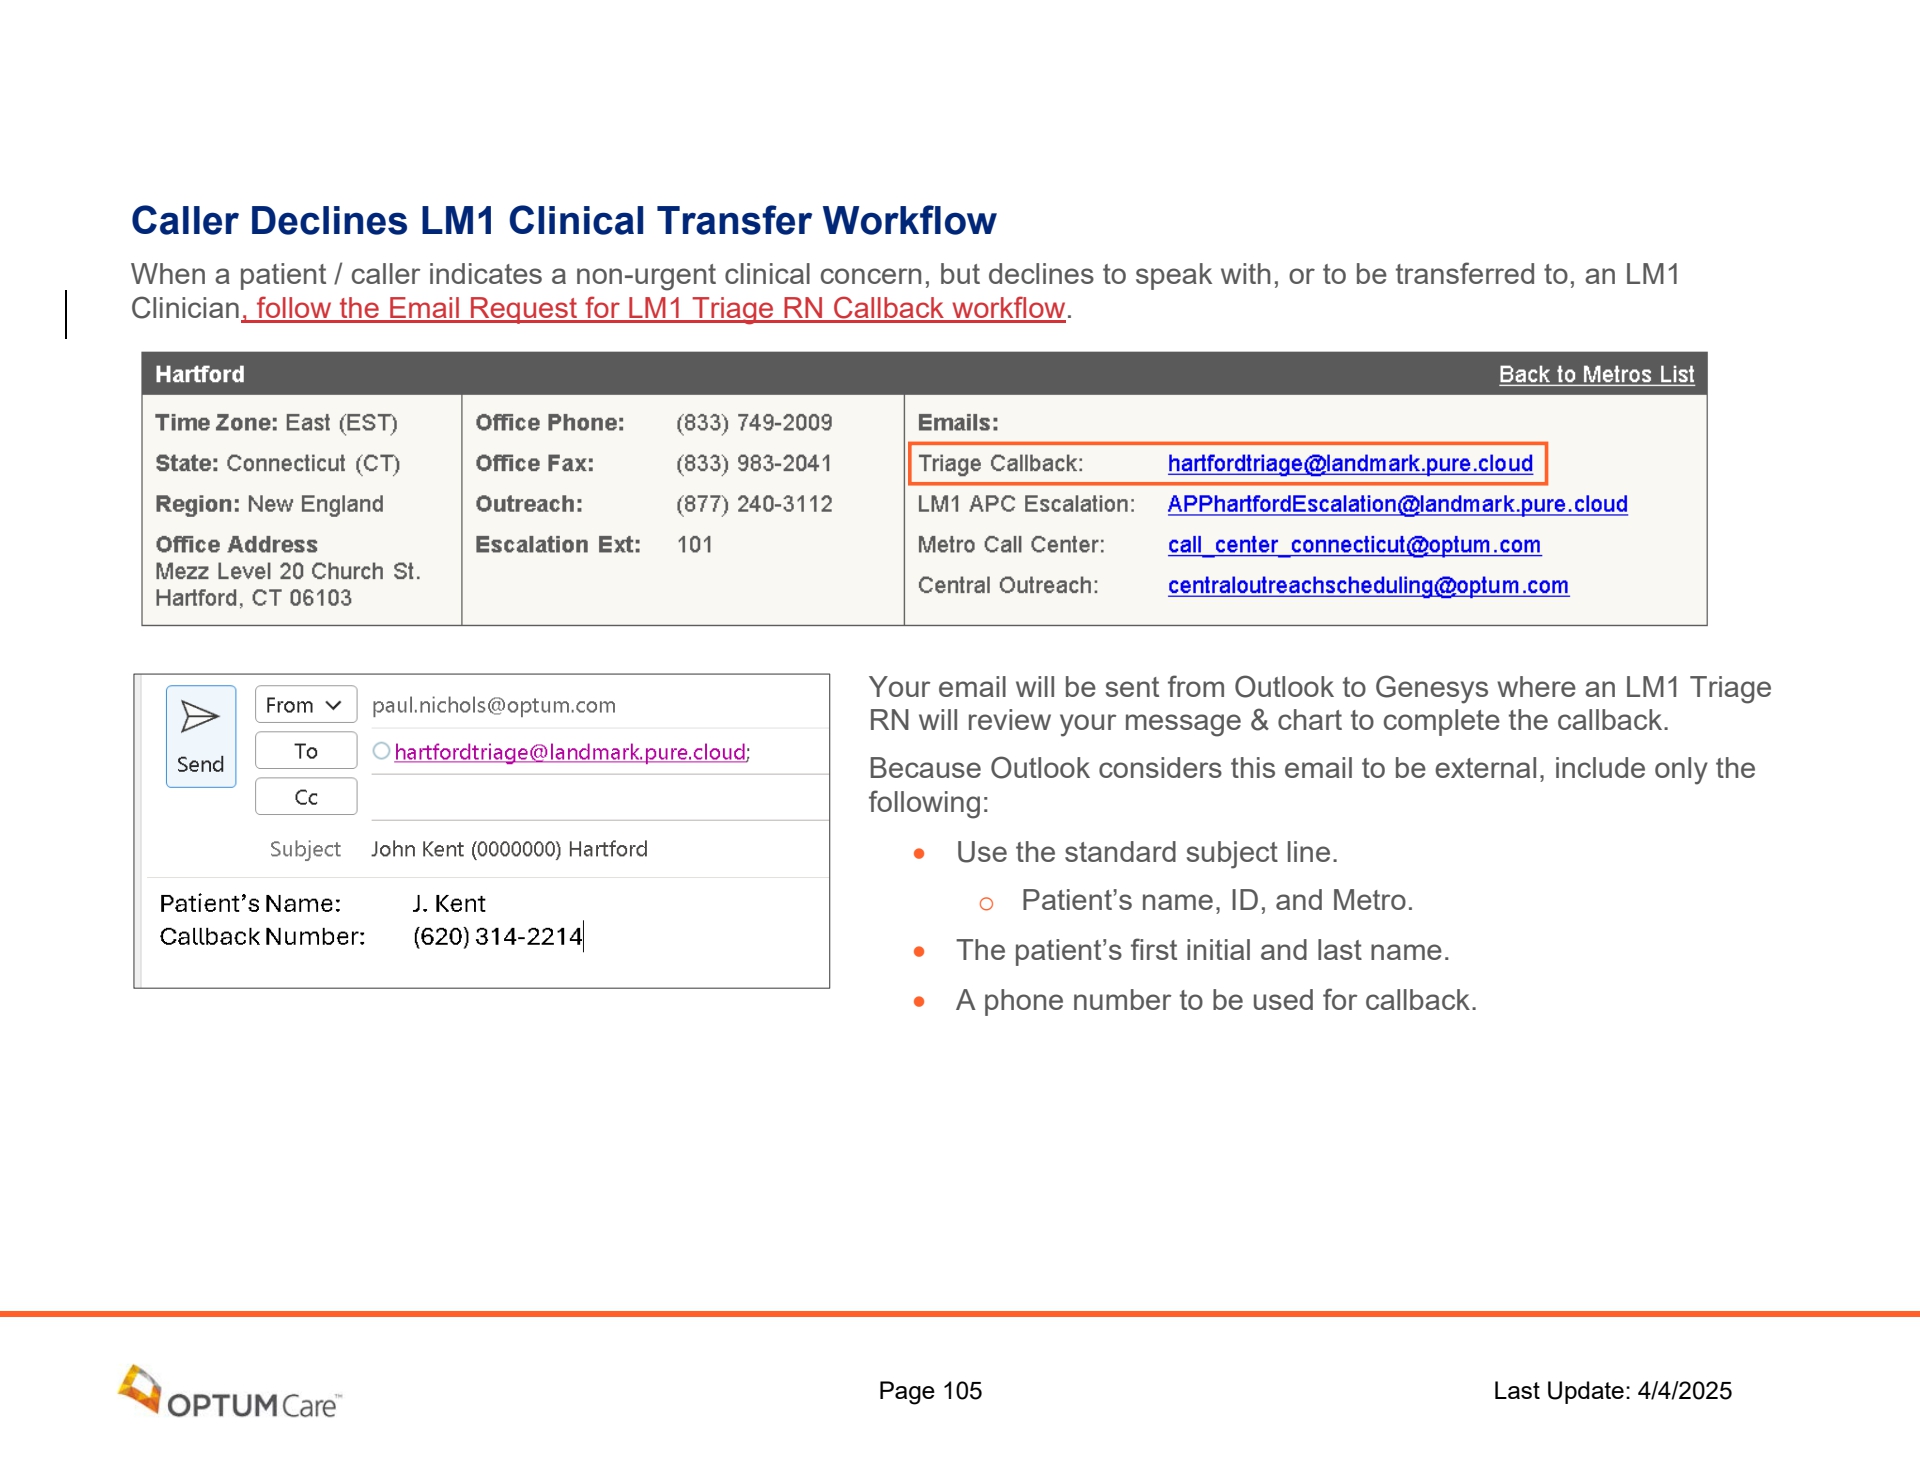 Caller Declines LM1 Clinical Transfer Workflow
When a patient / caller indicates a non-urgent clinical concern, but declines to speak with, or to be transferred to, an LM1
Clinician, follow the Email Request for LM1 Triage RN Callback workflow.
Hartford Back to Metros List
Time Zone: East (EST)
State: Connecticut (CT)
Region: New England
Office Address
Mezz Level 20 Church St.
Hartford, CT 06103
Office Phone: (833) 749-2009
Office Fax: (833) 983-2041
Outreach: (877) 240-3112
Escalation Ext: 101
Emails:
Triage Callback: hartfordtriage@landmark.pure.cloud
LM1 APC Escalation: APPhartfordEscalation@landmark.pure.cloud
Metro Call Center: call_center_connecticut@optum.com
Central Outreach: centraloutreachscheduling@optum.com
Send
From paul.nichols@optum.com
To hartfordtriage@landmark.pure.cloud;
Cc
Subject John Kent (0000000) Hartford
Patient's Name: J. Kent
Callback Number: (620) 314-2214
Your email will be sent from Outlook to Genesys where an LM1 Triage
RN will review your message & chart to complete the callback.
Because Outlook considers this email to be external, include only the
following:
• Use the standard subject line.
o Patient's name, ID, and Metro.
• The patient's first initial and last name.
• A phone number to be used for callback.
OPTUM Care™
Page 105
Last Update: 4/4/2025